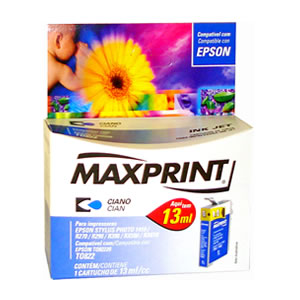 Compatível com
Compatible con
EPSON
INK JET
MAXPRINT®
CIANO
CIAN
Aqui tem
13ml
Para impressoras
EPSON STYLUS PHOTO
Compatível com/Compatible con
T0822
CONTÉM/CONTIENE
1 CARTUCHO DE 13 ml/cc